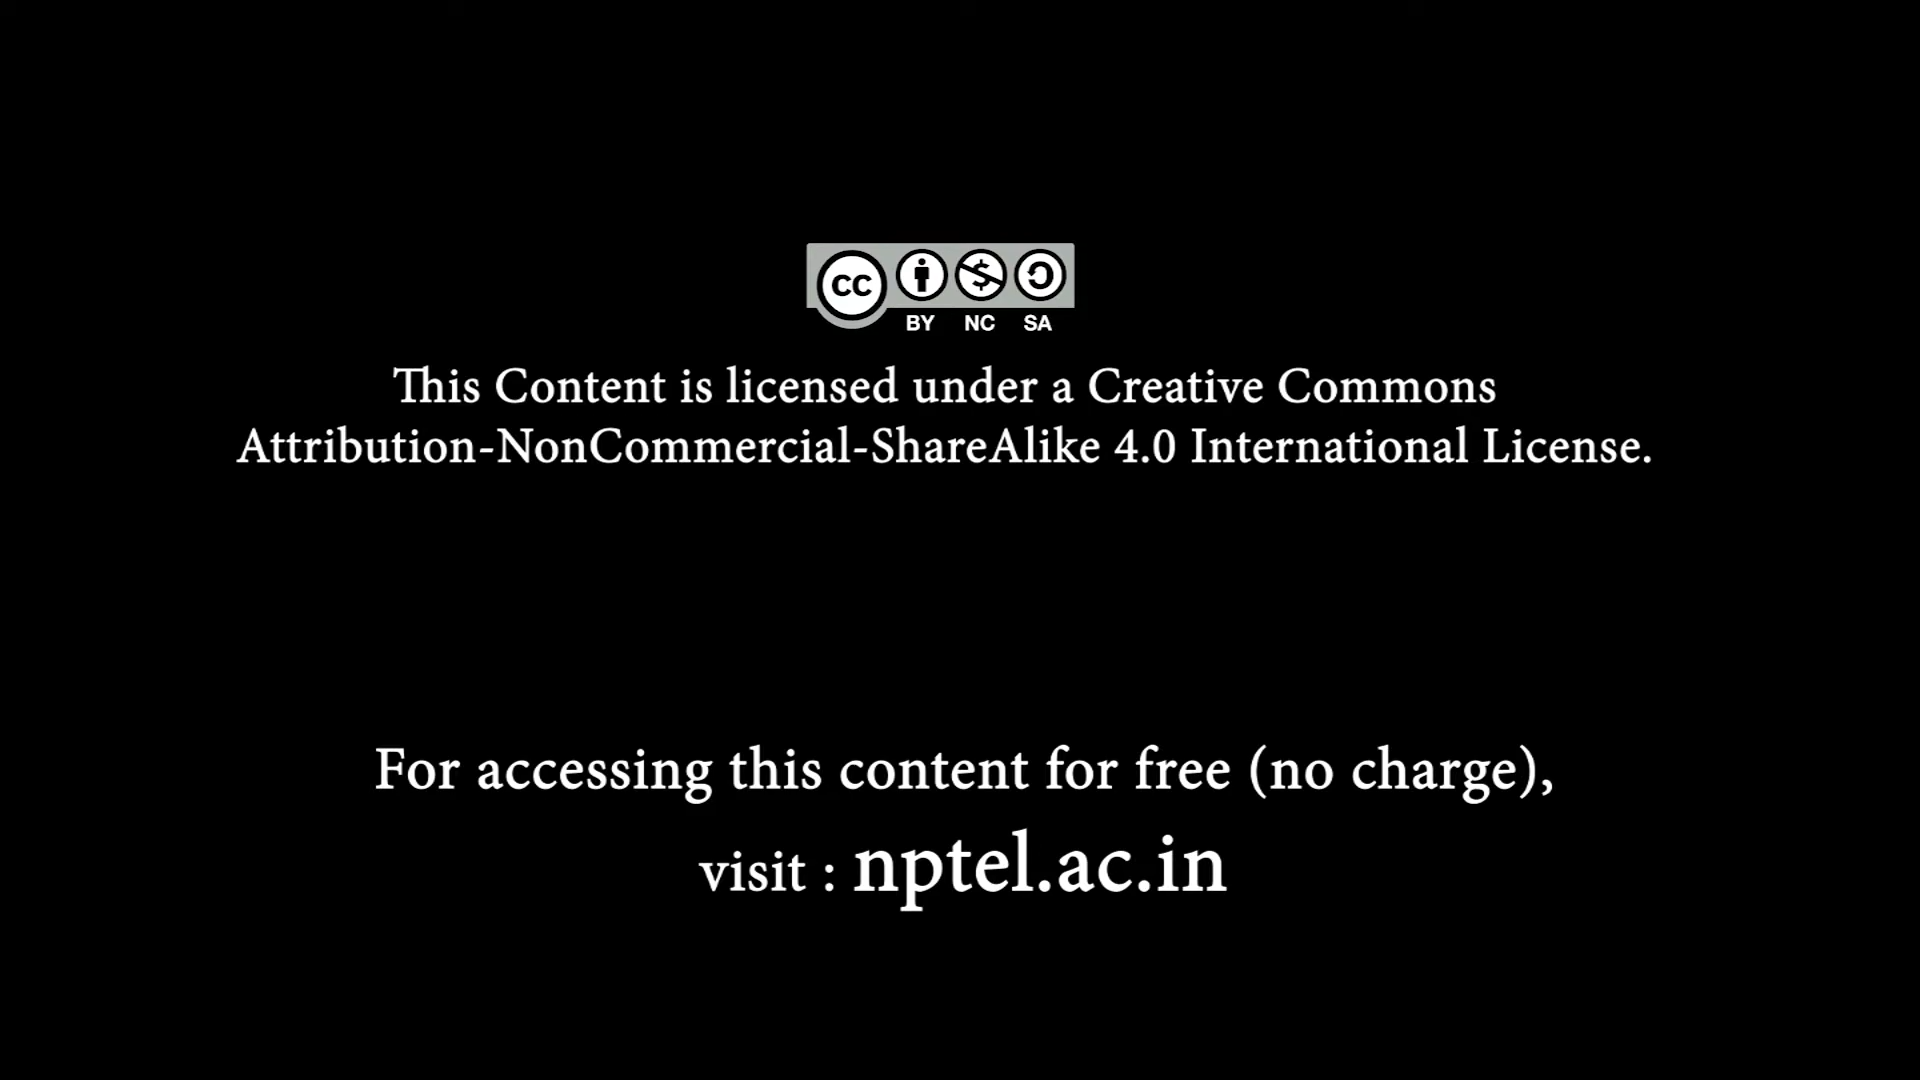 CC BY NC SA
This Content is licensed under a Creative Commons
Attribution-NonCommercial-ShareAlike 4.0 International License.
For accessing this content for free (no charge),
visit : nptel.ac.in